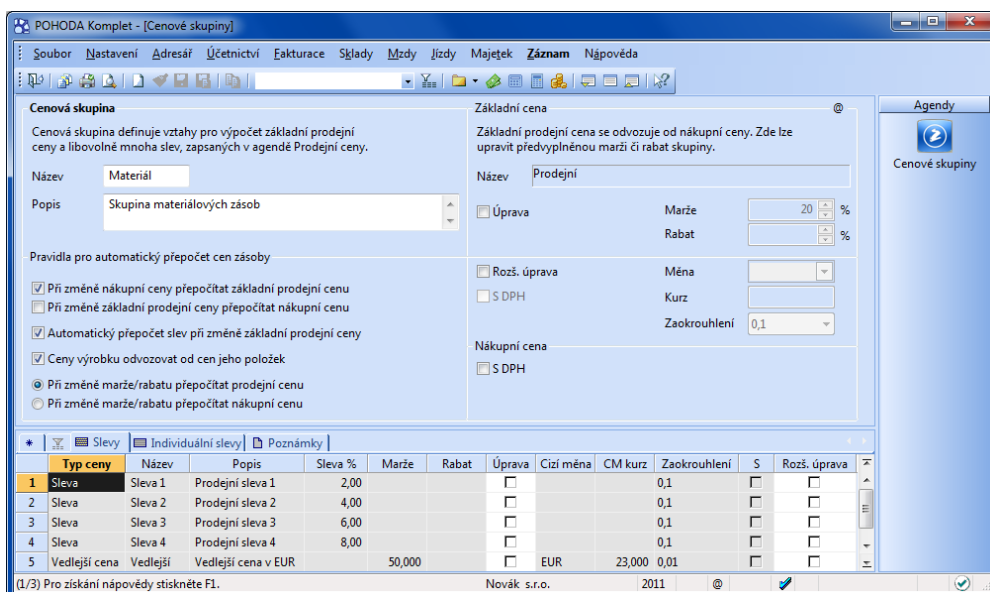 POHODA Komplet - [Cenové skupiny]
Soubor Nastavení Adresář Účetnictví Fakturace Sklady Mzdy Jízdy Majetek Záznam Nápověda
Cenová skupina
Cenová skupina definuje vztahy pro výpočet základní prodejní
ceny a libovolně mnoha slev, zapsaných v agendě Prodejní ceny.
Název Materiál
Popis Skupina materiálových zásob
Pravidla pro automatický přepočet cen zásoby
Při změně nákupní ceny přepočítat základní prodejní cenu
Při změně základní prodejní ceny přepočítat nákupní cenu
Automatický přepočet slev při změně základní prodejní ceny
Ceny výrobku odvozovat od cen jeho položek
Při změně marže/rabatu přepočítat prodejní cenu
Při změně marže/rabatu přepočítat nákupní cenu
Základní cena @
Základní prodejní cena se odvozuje od nákupní ceny. Zde lze
upravit předvyplněnou marži či rabat skupiny.
Název Prodejní
Úprava Marže 20 %
Rabat %
Rozš. úprava Měna
S DPH Kurz
Zaokrouhlení 0,1
Nákupní cena
S DPH
Agendy
Cenové skupiny
* Slevy Individuální slevy Poznámky
Typ ceny Název Popis Sleva % Marže Rabat Úprava Cizí měna CM kurz Zaokrouhlení S Rozš. úprava
1 Sleva Sleva 1 Prodejní sleva 1 2,00 0,1
2 Sleva Sleva 2 Prodejní sleva 2 4,00 0,1
3 Sleva Sleva 3 Prodejní sleva 3 6,00 0,1
4 Sleva Sleva 4 Prodejní sleva 4 8,00 0,1
5 Vedlejší cena Vedlejší Vedlejší cena v EUR 50,000 EUR 23,000 0,01
(1/3) Pro získání nápovědy stiskněte F1. Novák s.r.o. 2011 @